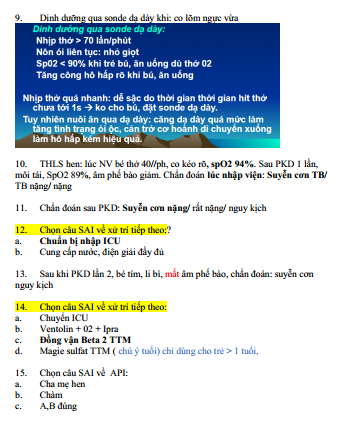 9. Dinh dưỡng qua sonde dạ dày khi: co lõm ngực vừa
Dinh dưỡng qua sonde dạ dày:
Nhịp thở > 70 lần/phút
Nôn ói liên tục: nhỏ giọt
Sp02 < 90% khi trẻ bú, ăn uống dù thở 02
Tăng công hô hấp rõ khi bú, ăn uống
Nhịp thở quá nhanh: dễ sặc do thời gian thời gian hít thở
chưa tới 1s → ko cho bú, đặt sonde dạ dày.
Tuy nhiên nuôi ăn qua dạ dày: căng dạ dày quá mức làm
tăng tình trạng ói ộc, cản trở cơ hoành di chuyển xuống
làm hô hấp kém hiệu quả.
10. THLS hen: lúc NV bé thở 40//ph, co kéo rõ, spO2 94%. Sau PKD 1 lần,
môi tái, SpO2 89%, âm phế bào giảm. Chẩn đoán lúc nhập viện: Suyễn cơn TB/
TB nặng/ nặng
11. Chẩn đoán sau PKD: Suyễn cơn nặng/ rất nặng/ nguy kịch
12. Chọn câu SAI về xử trí tiếp theo:?
a. Chuẩn bị nhập ICU
b. Cung cấp nước, điện giải đầy đủ
13. Sau khi PKD lần 2, bé tím, li bì, mất âm phế bào, chẩn đoán: suyễn cơn
nguy kịch
14. Chọn câu SAI về xử trí tiếp theo:
a. Chuyển ICU
b. Ventolin + 02 + Ipra
c. Đồng vận Beta 2 TTM
d. Magie sulfat TTM ( chú ý tuổi) chỉ dùng cho trẻ > 1 tuổi,
15. Chọn câu SAI về API:
a. Cha mẹ hen
b. Chàm
c. A,B đúng